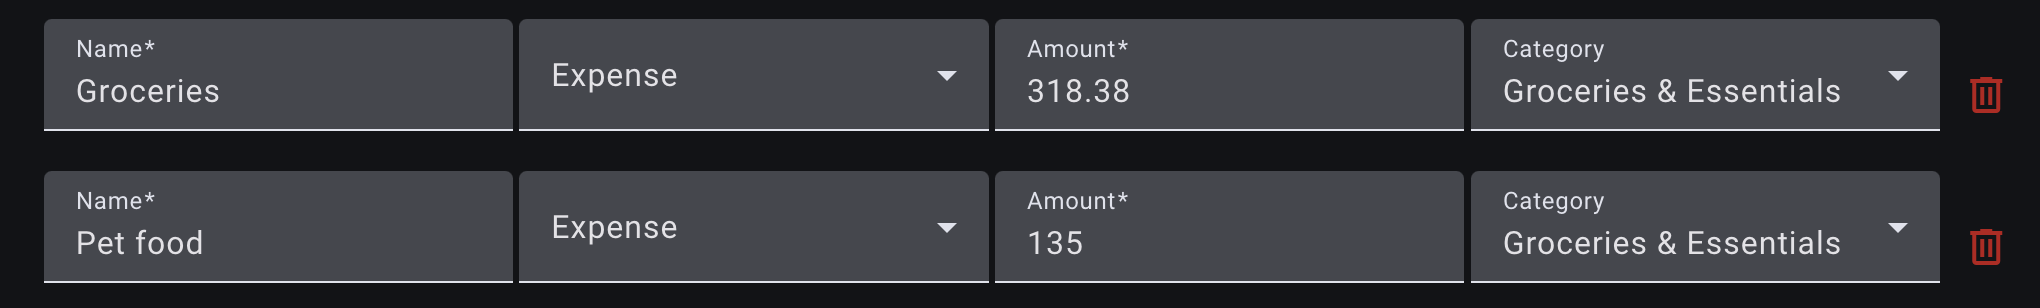 Name*
Groceries
Expense
Amount*
318.38
Category
Groceries & Essentials
Name*
Pet food
Expense
Amount*
135
Category
Groceries & Essentials